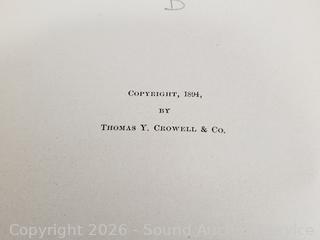 D
Copyright, 1894,
by
Thomas Y. Crowell & Co.
Copyright 2026 - Sound Auction Service